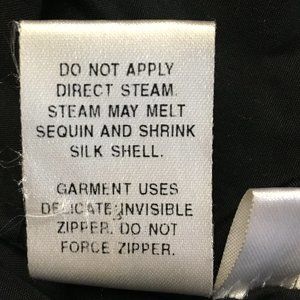 DO NOT APPLY
DIRECT STEAM.
STEAM MAY MELT
SEQUIN AND SHRINK
SILK SHELL.
GARMENT USES
DELICATE INVISIBLE
ZIPPER. DO NOT
FORCE ZIPPER.